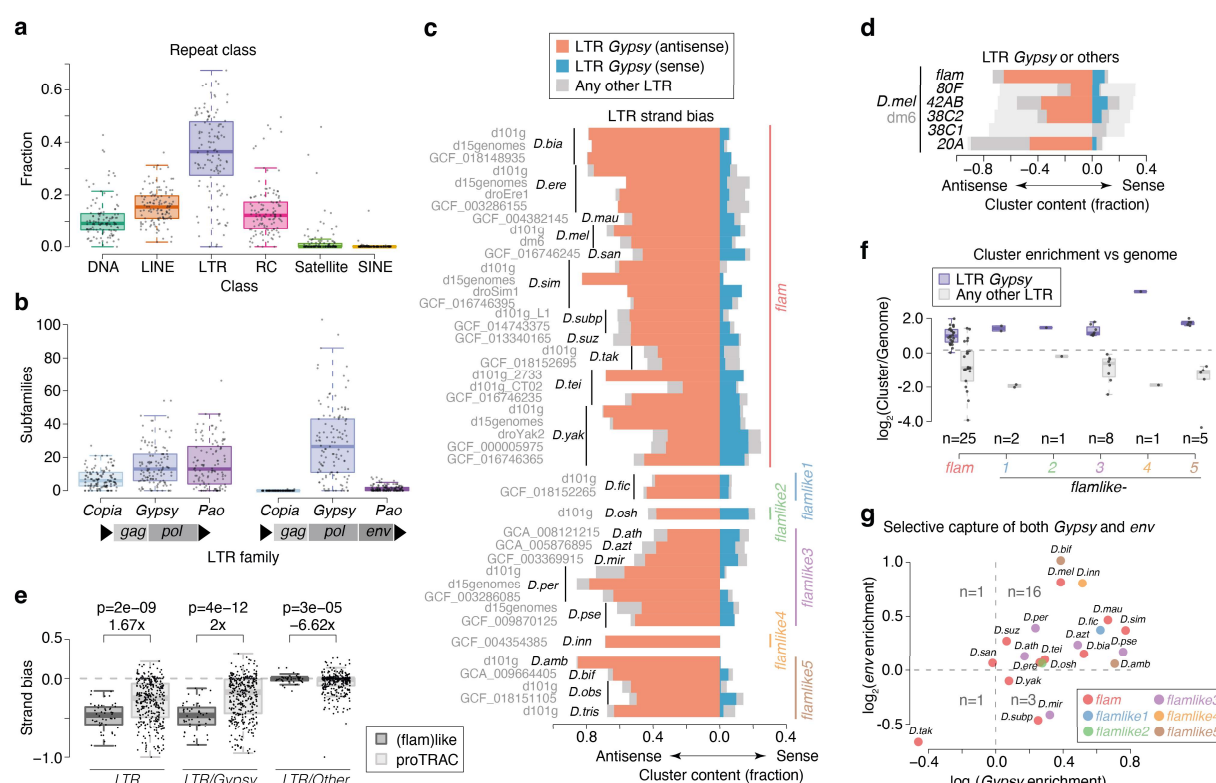 a
Repeat class
Fraction
0.6
0.4
0.2
0.0
DNA LINE LTR RC Satellite SINE
Class
b
Subfamilies
100
80
60
40
20
0
Copia Gypsy Pao Copia Gypsy Pao
gag pol gag pol env
LTR family
c
LTR Gypsy (antisense)
LTR Gypsy (sense)
Any other LTR
LTR strand bias
d101g
d15genomes D.bia
GCF_018148935
d101g
d15genomes D.ere
droEre1
GCF_003286155
GCF_004382145 D.mau
d101g D.mel
dm6
GCF_016746245 D.san
d101g
d15genomes D.sim
droSim1
GCF_016746395
d101g_L1 D.subp
GCF_014743375
GCF_013340165 D.suz
d101g D.tak
GCF_018152695
d101g_2733
d101g_CT02 D.tei
GCF_016746235
d101g
d15genomes
droYak2 D.yak
GCF_000005975
GCF_016746365
flam
d101g D.fic
GCF_018152265
flamlike1
d101g D.osh
flamlike2
GCA_008121215 D.ath
GCA_005876895 D.azt
GCF_003369915 D.mir
d101g
d15genomes D.per
GCF_003286085
d15genomes D.pse
GCF_009870125
flamlike3
GCF_004354385 D.inn
flamlike4
d101g D.amb
GCA_009664405 D.bif
d101g D.obs
GCF_018151105
d101g D.tris
flamlike5
0.8 0.4 0.0 0.4
Antisense Sense
Cluster content (fraction)
d
LTR Gypsy or others
D.mel
dm6
flam
80F
42AB
38C2
38C1
20A
−0.4 0.8 0.4 0.0 0.4
Antisense Sense
Cluster content (fraction)
e
p=2e-09 p=4e-12 p=3e-05
1.67x 2x −6.62x
Strand bias
0.5
0.0
−1.0
LTR LTR/Gypsy LTR/Other
(flam)like
proTRAC
f
Cluster enrichment vs genome
LTR Gypsy
Any other LTR
log2(Cluster/Genome)
2.0
0.0
−2.0
−4.0
n=25 n=2 n=1 n=8 n=1 n=5
flam 1 2 3 4 5
flamlike-
g
Selective capture of both Gypsy and env
log2(env enrichment)
1.0
0.5
0.0
−0.5
n=1 n=16
n=1 n=3
D.bif
D.mel D.inn
D.mau
D.per D.fic D.sim
D.suz D.azt
D.ath D.tei D.bia D.pse
D.san D.ere D.osh D.amb
D.yak
D.mir
D.subp
D.tak
flam flamlike3
flamlike1 flamlike4
flamlike2 flamlike5
−0.4 0.0 0.4 0.8